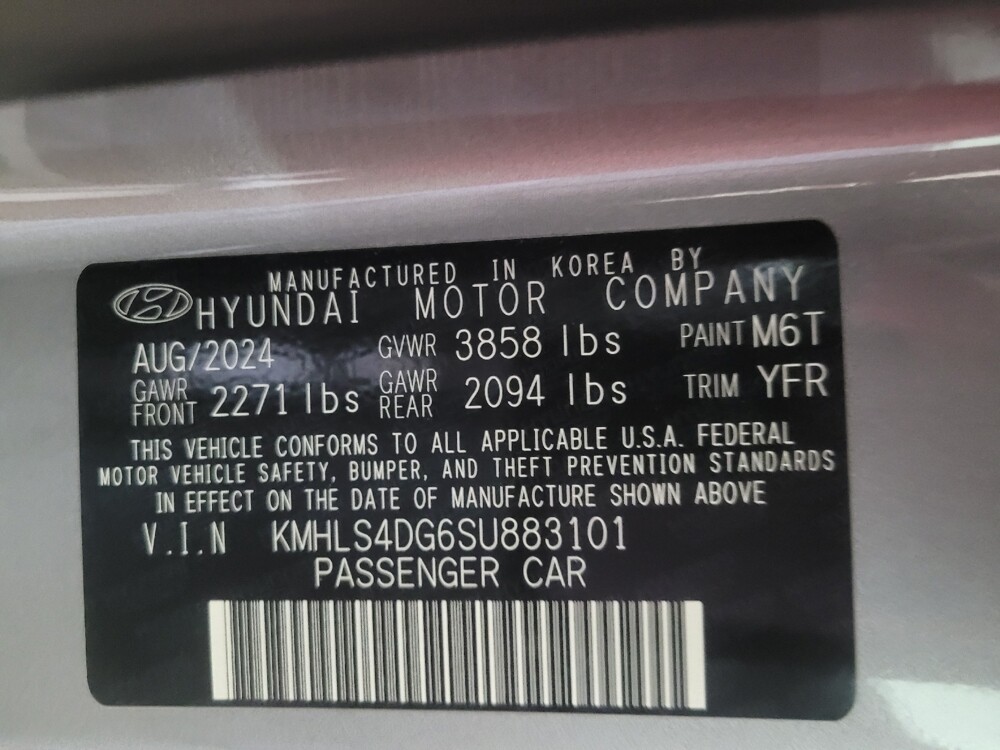 MANUFACTURED IN KOREA BY
HYUNDAI MOTOR COMPANY
AUG/2024 GVWR 3858 lbs PAINT M6T
GAWR FRONT 2271 lbs GAWR REAR 2094 lbs TRIM YFR
THIS VEHICLE CONFORMS TO ALL APPLICABLE U.S.A. FEDERAL
MOTOR VEHICLE SAFETY, BUMPER, AND THEFT PREVENTION STANDARDS
IN EFFECT ON THE DATE OF MANUFACTURE SHOWN ABOVE
V.I.N KMHLS4DG6SU883101
PASSENGER CAR